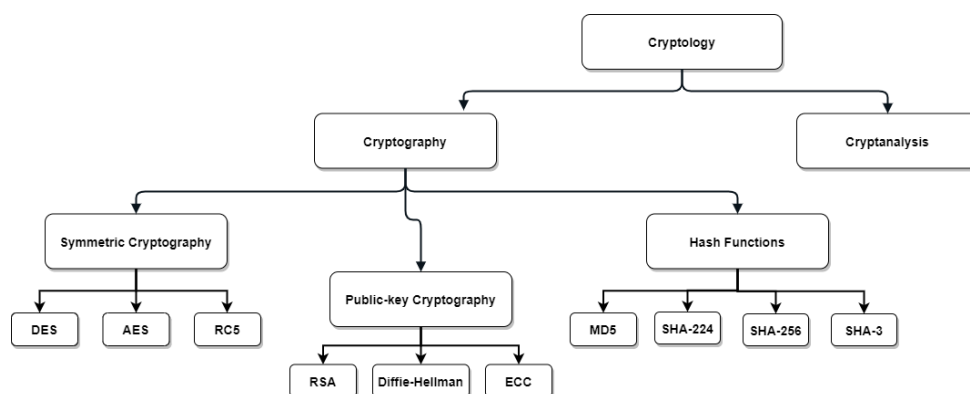 Cryptology
Cryptography
Cryptanalysis
Symmetric Cryptography
Hash Functions
Public-key Cryptography
DES
AES
RC5
MD5
SHA-224
SHA-256
SHA-3
RSA
Diffie-Hellman
ECC